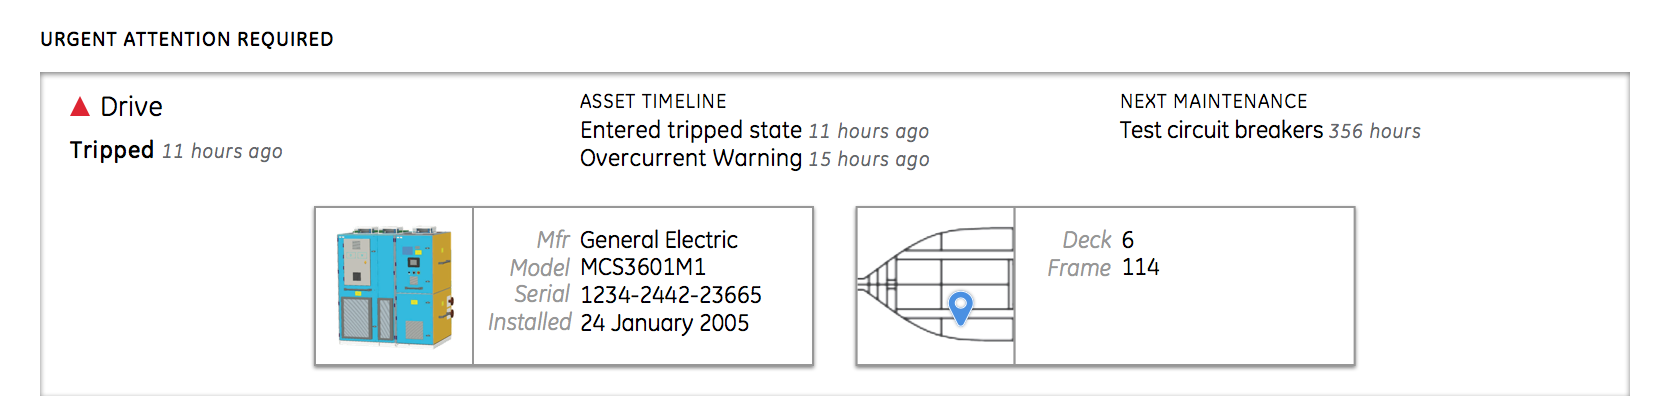 URGENT ATTENTION REQUIRED
Drive
Tripped 11 hours ago
ASSET TIMELINE
Entered tripped state 11 hours ago
Overcurrent Warning 15 hours ago
NEXT MAINTENANCE
Test circuit breakers 356 hours
Mfr General Electric
Model MCS3601M1
Serial 1234-2442-23665
Installed 24 January 2005
Deck 6
Frame 114